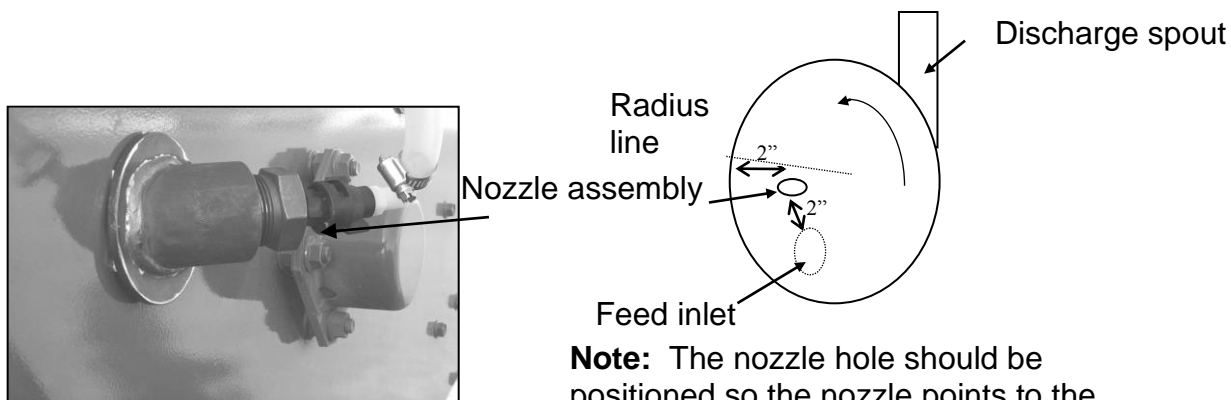 Discharge spout
Radius
line
2”
Nozzle assembly
2”
Feed inlet
Note: The nozzle hole should be
positioned so the nozzle points to the